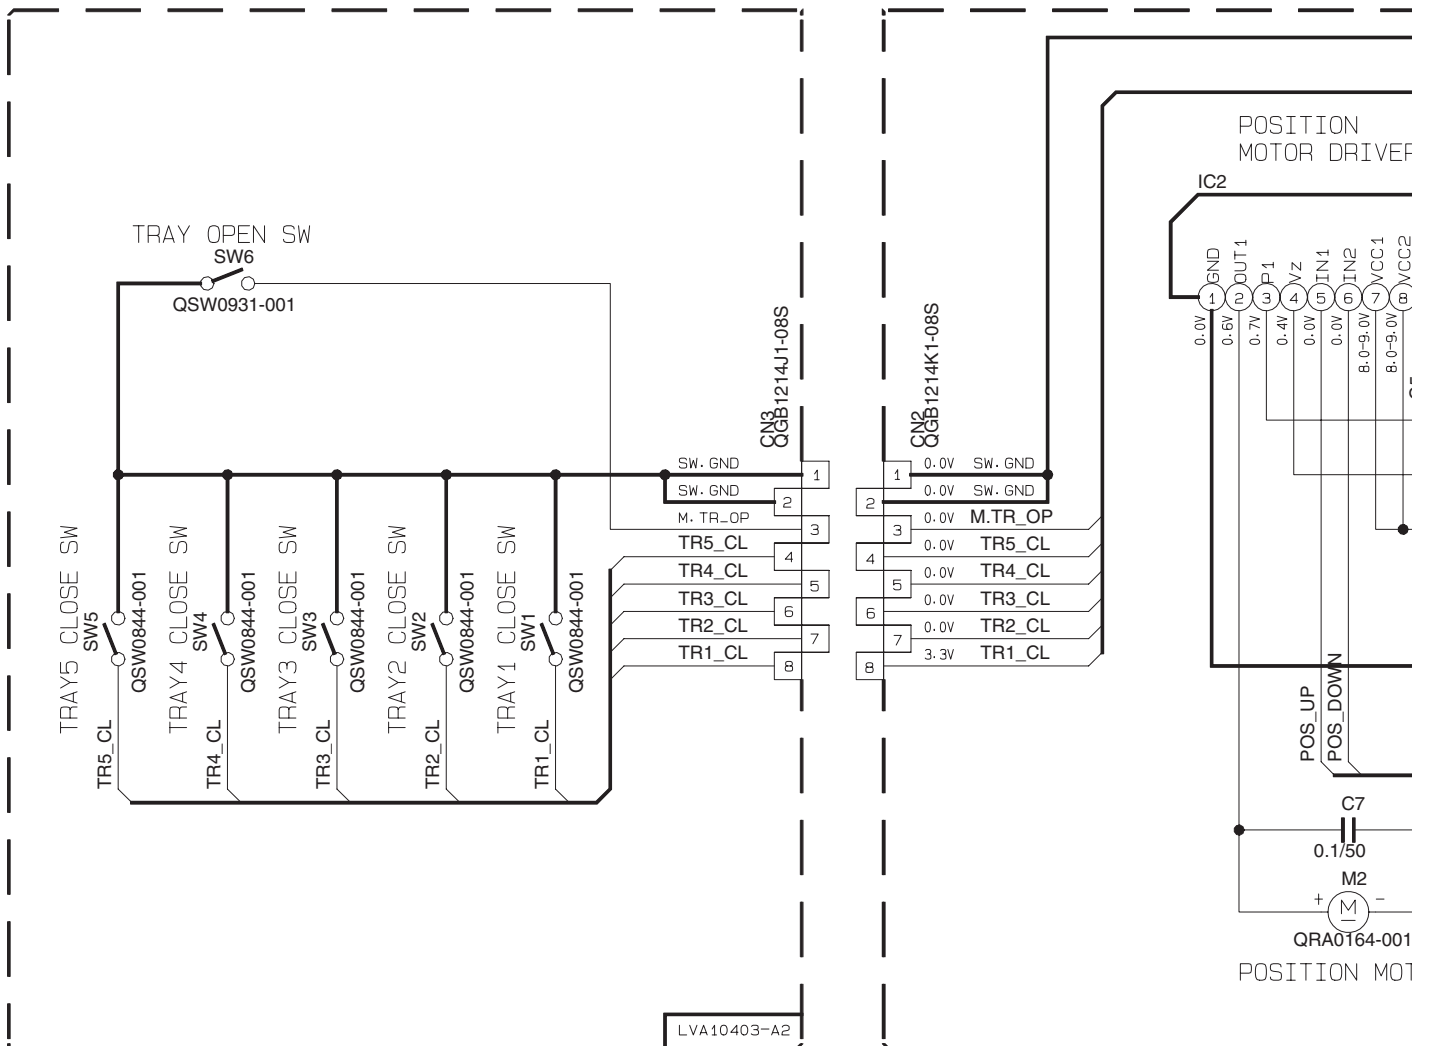 POSITION
MOTOR DRIVER
IC2
GND
OUT1
P1
Vz
IN1
IN2
VCC1
VCC2
1 2 3 4 5 6 7 8
0.0V
0.6V
0.7V
0.4V
0.0V
0.0V
8.0-9.0V
8.0-9.0V
TRAY OPEN SW
SW6
QSW0931-001
CN3
QGB1214J1-08S
CN2
QGB1214K1-08S
SW.GND 1
SW.GND 2
M.TR_OP 3
TR5_CL 4
TR4_CL 5
TR3_CL 6
TR2_CL 7
TR1_CL 8
1 0.0V SW.GND
2 0.0V SW.GND
3 0.0V M.TR_OP
4 0.0V TR5_CL
5 0.0V TR4_CL
6 0.0V TR3_CL
7 0.0V TR2_CL
8 3.3V TR1_CL
TRAY5 CLOSE SW
SW5
QSW0844-001
TR5_CL
TRAY4 CLOSE SW
SW4
QSW0844-001
TR4_CL
TRAY3 CLOSE SW
SW3
QSW0844-001
TR3_CL
TRAY2 CLOSE SW
SW2
QSW0844-001
TR2_CL
TRAY1 CLOSE SW
SW1
QSW0844-001
TR1_CL
POS_UP
POS_DOWN
C7
0.1/50
M2
+ M -
QRA0164-001
POSITION MOT
LVA10403-A2